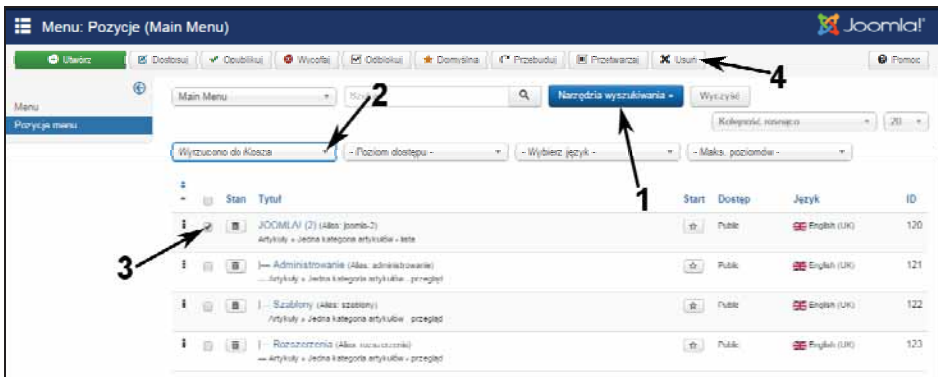 Menu: Pozycje (Main Menu)
Joomla!
Utwórz
Dostosuj
Opublikuj
Wycofaj
Odblokuj
Domyślna
Przebuduj
Przetwarzaj
Usuń
4
Pomoc
Menu
Pozycje menu
Main Menu
2
Narzędzia wyszukiwania
Wyczyść
Kolejność rosnąco
20
Wyrzucono do Kosza
- Poziom dostępu -
- Wybierz język -
- Maks. poziomów -
1
Stan Tytuł Start Dostęp Język ID
3
JOOMLA! (2) (Alias: joomla-2) Public English (UK) 120
Artykuły » Jedna kategoria artykułów - lista
|— Administrowanie (Alias: administrowanie) Public English (UK) 121
Artykuły » Jedna kategoria artykułów - przegląd
|— Szablony (Alias: szablony) Public English (UK) 122
Artykuły » Jedna kategoria artykułów - przegląd
|— Rozszerzenia (Alias: rozszerzenia) Public English (UK) 123
— Artykuły » Jedna kategoria artykułów - przegląd